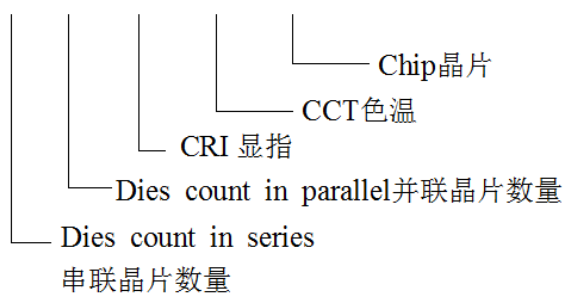 Chip晶片
CCT色温
CRI 显指
Dies count in parallel并联晶片数量
Dies count in series
串联晶片数量